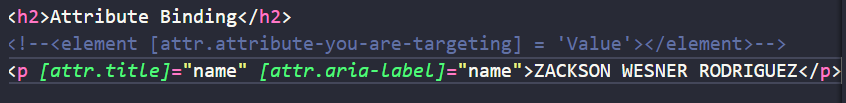 <h2>Attribute Binding</h2>
<!--<element [attr.attribute-you-are-targeting] = 'Value'></element>-->
<p [attr.title]="name" [attr.aria-label]="name">ZACKSON WESNER RODRIGUEZ</p>